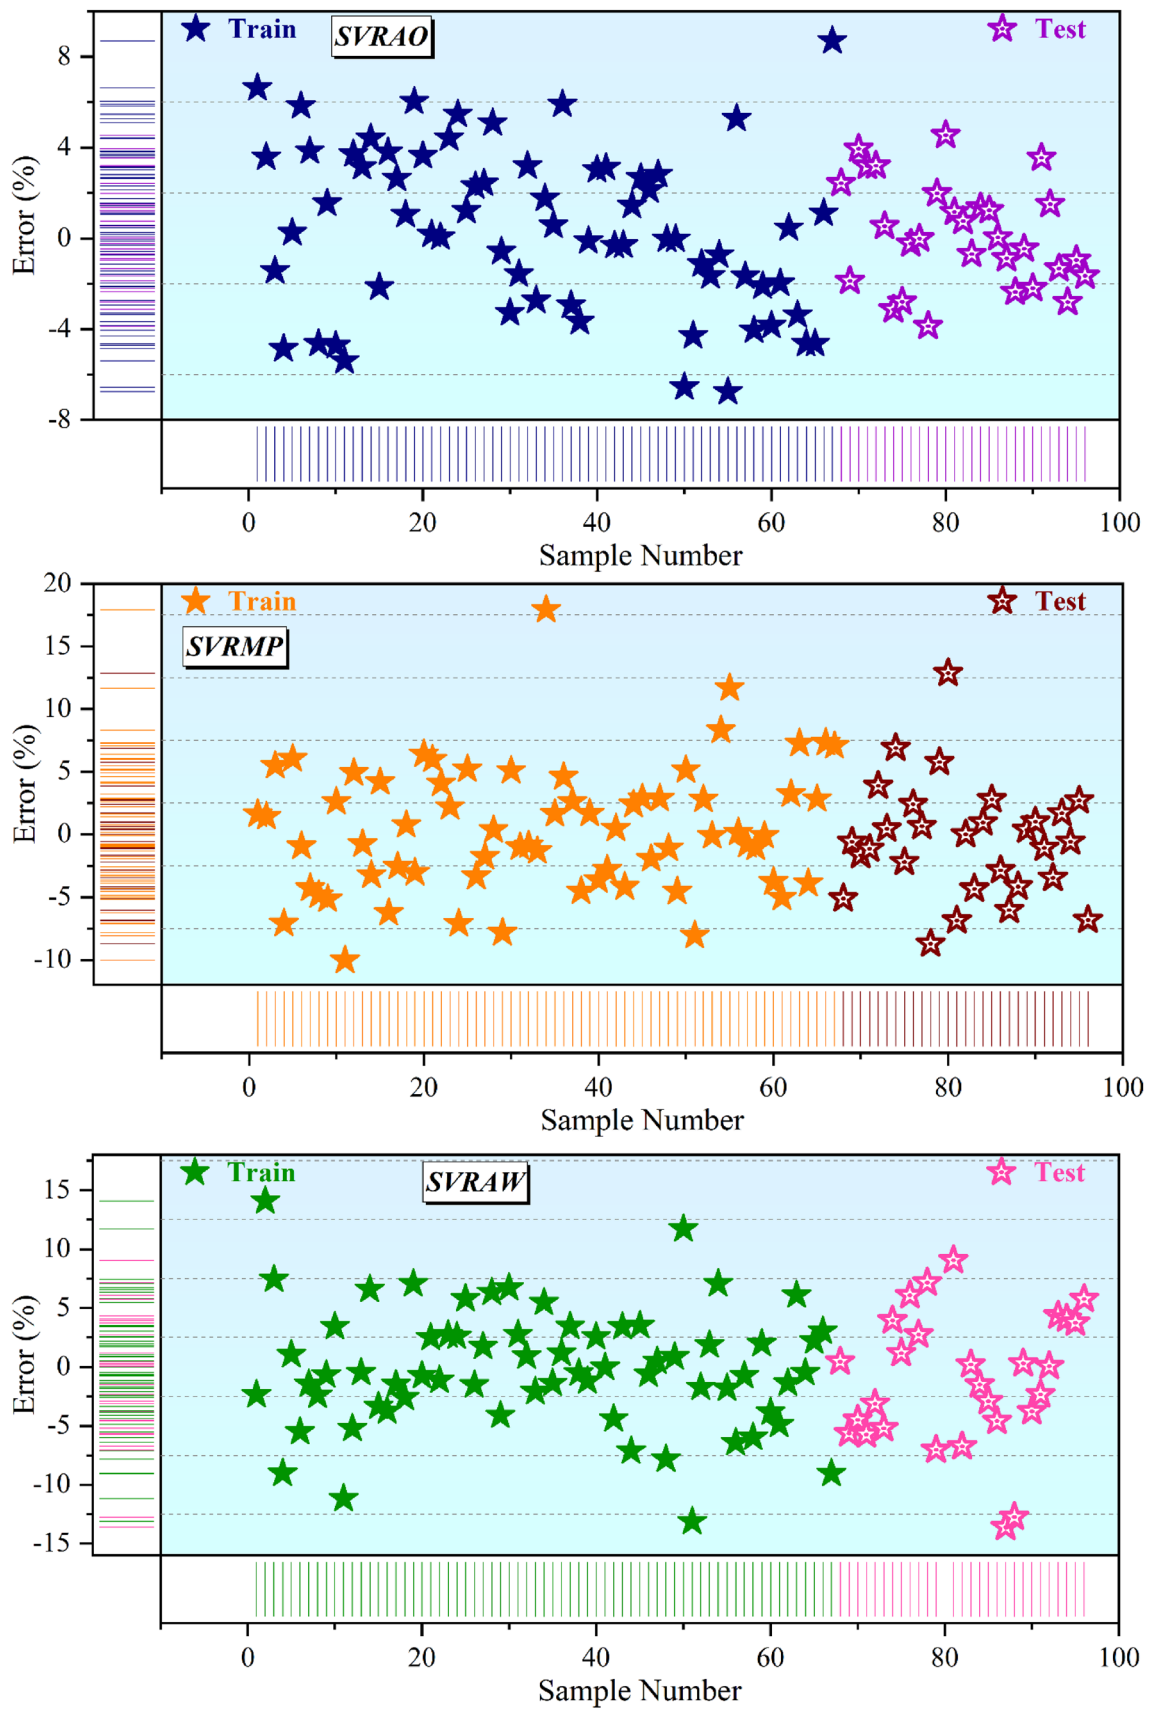 Train SVRAO Test
8
4
0
-4
-8
Error (%)
0 20 40 60 80 100
Sample Number
Train Test
SVRMP
20
15
10
5
0
-5
-10
Error (%)
0 20 40 60 80 100
Sample Number
Train SVRAW Test
15
10
5
0
-5
-10
-15
Error (%)
0 20 40 60 80 100
Sample Number